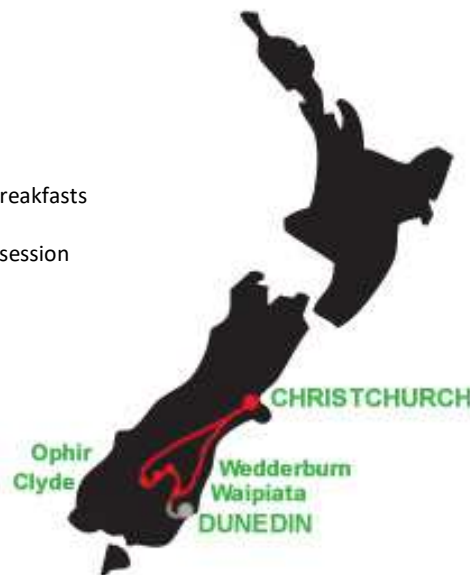 reakfasts
session
CHRISTCHURCH
Ophir
Clyde
Wedderburn
Waipiata
DUNEDIN